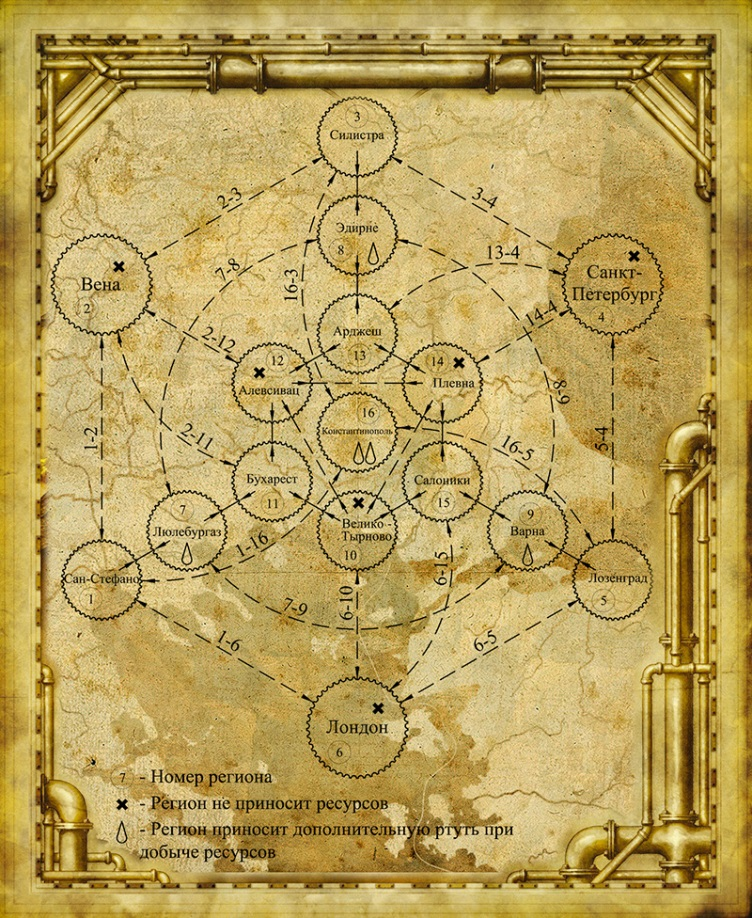 3
Силистра
2-3
3-4
Эдирне
8
7-8
16-3
13-4
Вена
2
Санкт-
Петербург
4
14-4
Арджеш
13
2-12
12
Алевсивац
14
Плевна
8-9
1-2
5-4
16
Константинополь
2-11
16-5
Бухарест
11
Салоники
15
7
Люлебургаз
9
Варна
Велико-
Тырново
10
1-16
Сан-Стефано
1
Лозенград
5
6-15
6-10
7-9
1-6
6-5
Лондон
6
7 - Номер региона
✖ - Регион не приносит ресурсов
- Регион приносит дополнительную ртуть при
добыче ресурсов